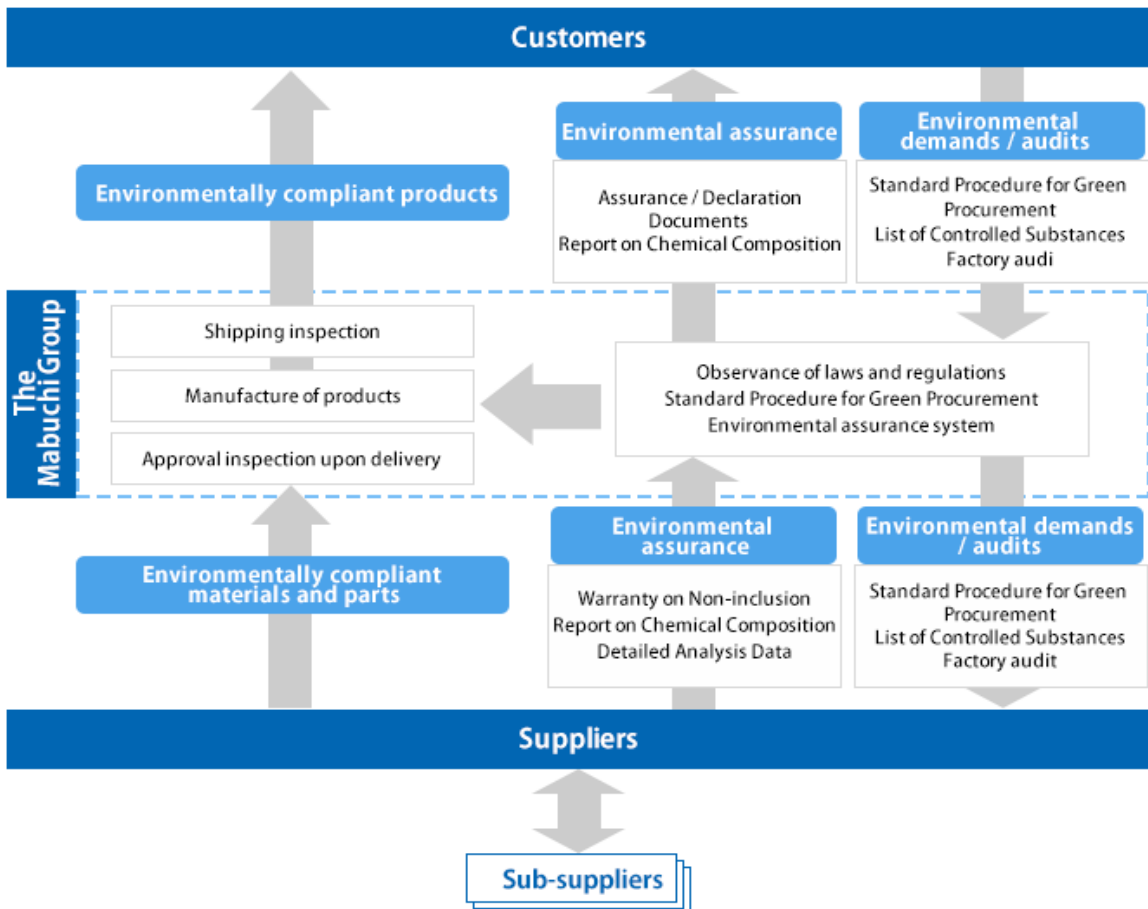 Customers
Environmental assurance
Environmental
demands / audits
Environmentally compliant products
Assurance / Declaration
Documents
Report on Chemical Composition
Standard Procedure for Green
Procurement
List of Controlled Substances
Factory audi
The
Mabuchi Group
Shipping inspection
Manufacture of products
Approval inspection upon delivery
Observance of laws and regulations
Standard Procedure for Green Procurement
Environmental assurance system
Environmentally compliant
materials and parts
Environmental
assurance
Warranty on Non-inclusion
Report on Chemical Composition
Detailed Analysis Data
Environmental demands
/ audits
Standard Procedure for Green
Procurement
List of Controlled Substances
Factory audit
Suppliers
Sub-suppliers